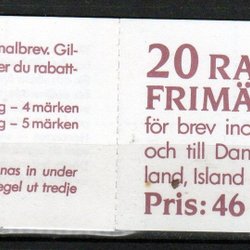 nalbrev. Gil-
er du rabatt-
g – 4 märken
g – 5 märken
nas in under
egel ut tredje
20 RA
FRIMÄ
för brev inc
och till Dan
land, Island
Pris: 46